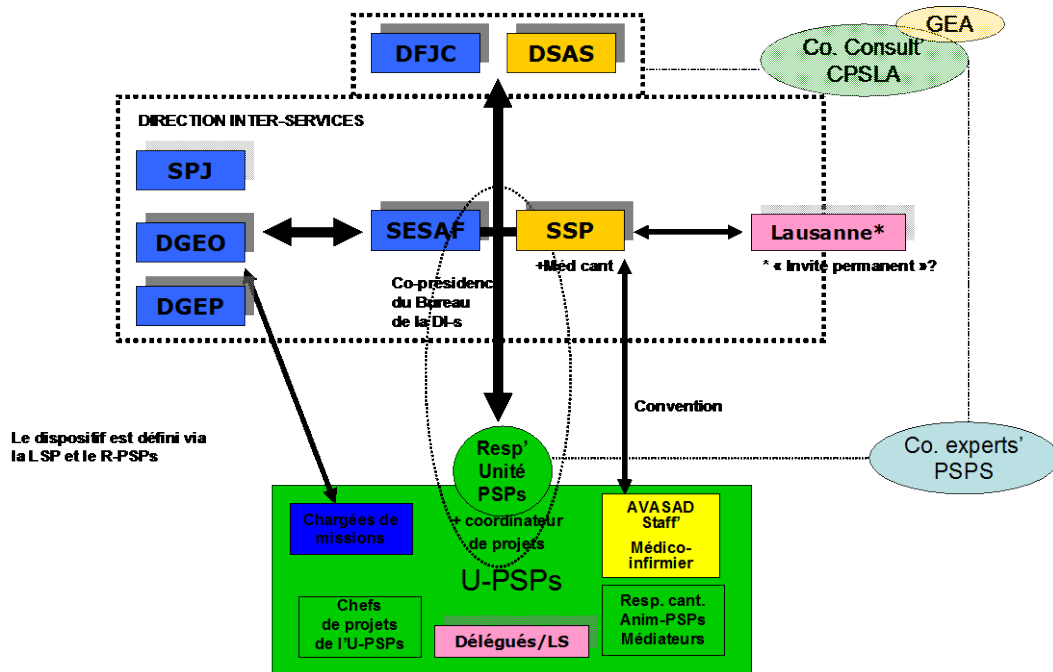 GEA
DFJC
DSAS
Co. Consult'
CPSLA
DIRECTION INTER-SERVICES
SPJ
DGEO
SESAF
SSP
Lausanne*
+Méd cant
* « Invité permanent »?
DGEP
Co-présidenc
du Bureau
de la DI-s
Convention
Le dispositif est défini via
la LSP et le R-PSPs
Resp'
Unité
PSPs
Co. experts'
PSPS
Chargées de
missions
+ coordinateur
de projets
AVASAD
Staff'
Médico-
infirmier
U-PSPs
Chefs
de projets
de l'U-PSPs
Délégués/LS
Resp. cant.
Anim-PSPs
Médiateurs